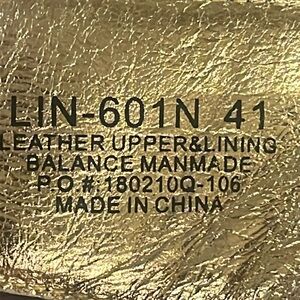 LIN-601N 41
LEATHER UPPER&LINING
BALANCE MANMADE
P O #: 180210Q-106
MADE IN CHINA